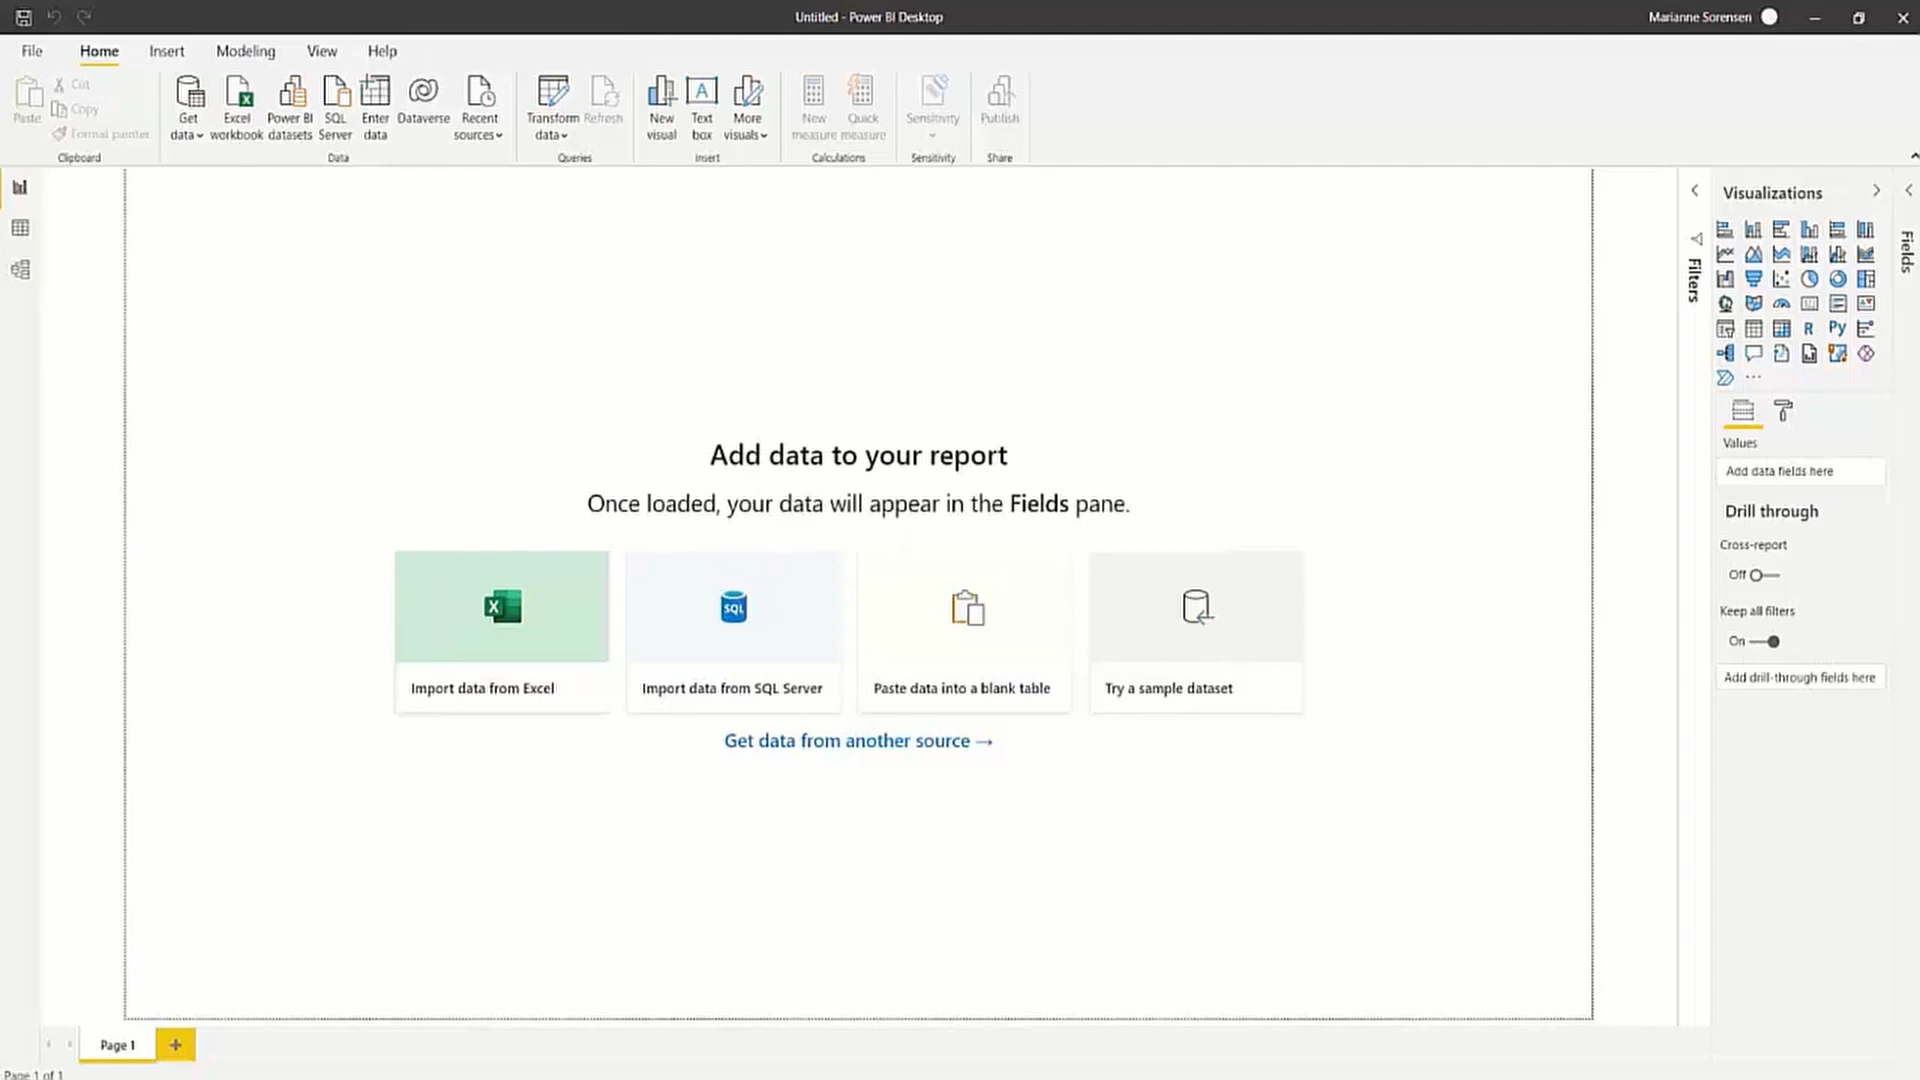 Untitled - Power BI Desktop
Marianne Sorensen
File Home Insert Modeling View Help
Paste
Cut
Copy
Format painter
Clipboard
Get data
Excel workbook
Power BI datasets
SQL Server
Enter data
Dataverse
Recent sources
Data
Transform data
Refresh
Queries
New visual
Text box
More visuals
Insert
New measure
Quick measure
Calculations
Sensitivity
Sensitivity
Publish
Share
Filters
Visualizations
R
Py
Fields
Values
Add data fields here
Drill through
Cross-report
Off
Keep all filters
On
Add drill-through fields here
Add data to your report
Once loaded, your data will appear in the Fields pane.
X
SQL
Import data from Excel
Import data from SQL Server
Paste data into a blank table
Try a sample dataset
Get data from another source →
Page 1
Page 1 of 1